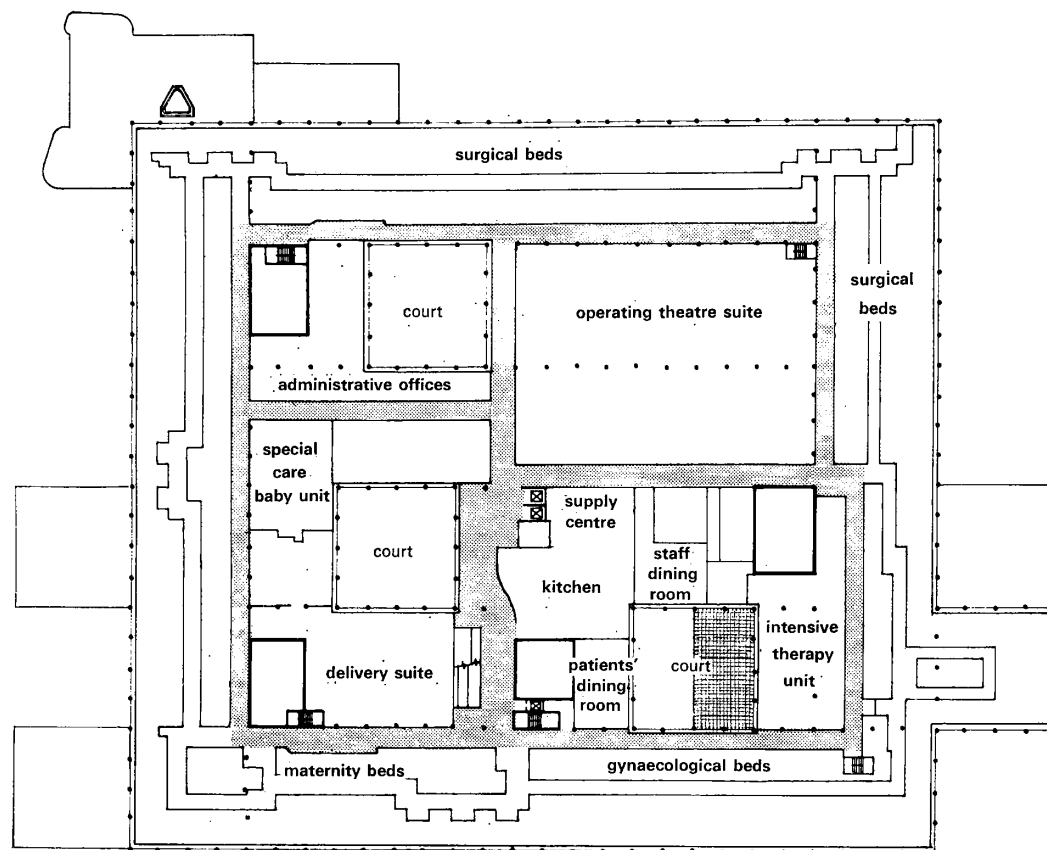 surgical beds
surgical
beds
court
operating theatre suite
administrative offices
special
care
baby unit
supply
centre
court
staff
dining
room
kitchen
intensive
therapy
unit
delivery suite
patients'
dining
room
court
maternity beds
gynaecological beds